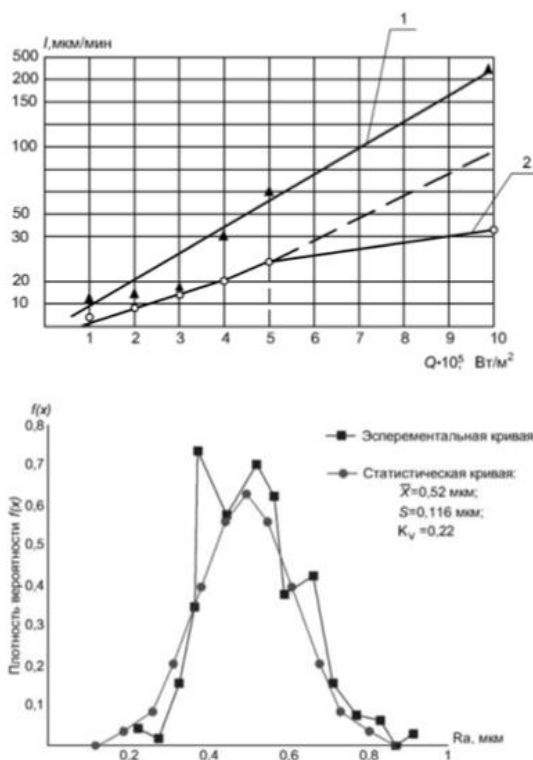 I,мкм/мин
1
500
200
150
100
50
30
20
10
2
1 2 3 4 5 6 7 8 9 10
Q•10⁵, Вт/м²
f(x)
0,8
0,7
0,6
0,5
0,4
0,3
0,2
0,1
Плотность вероятности f(x)
Эсперементальная кривая
Статистическая кривая:
X̅=0,52 мкм;
S=0,116 мкм;
Kv =0,22
Ra, мкм
0.2 0.4 0.6 0.8 1